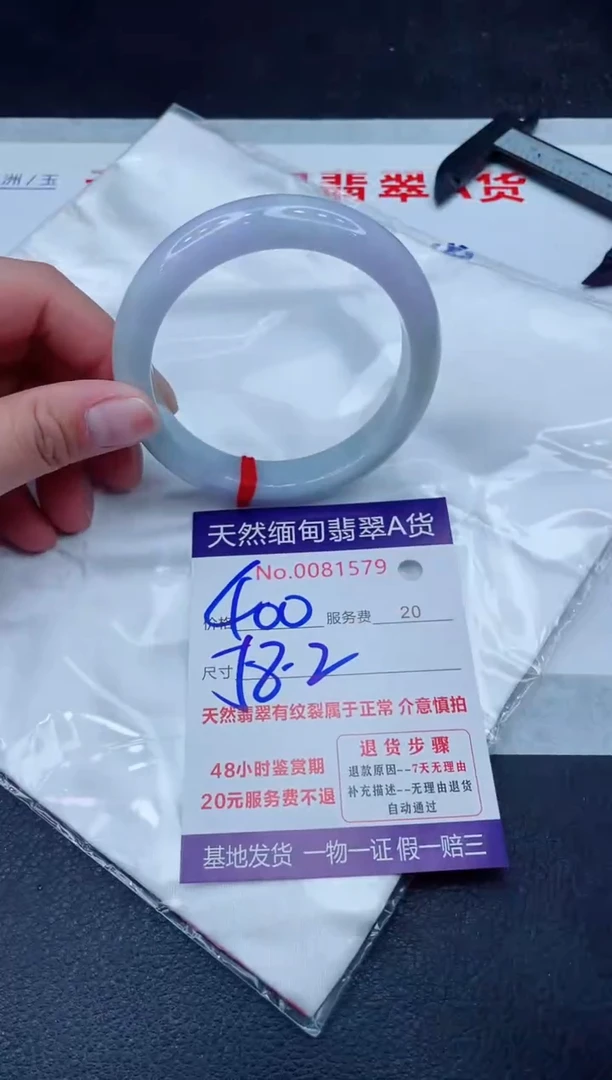 洲/玉
翡翠A货
天然缅甸翡翠A货
No.0081579
价格 400 服务费 20
尺寸 58.2
天然翡翠有纹裂属于正常 介意慎拍
48小时鉴赏期
20元服务费不退
退货步骤
退款原因--7天无理由
补充描述--无理由退货
自动通过
基地发货 一物一证 假一赔三